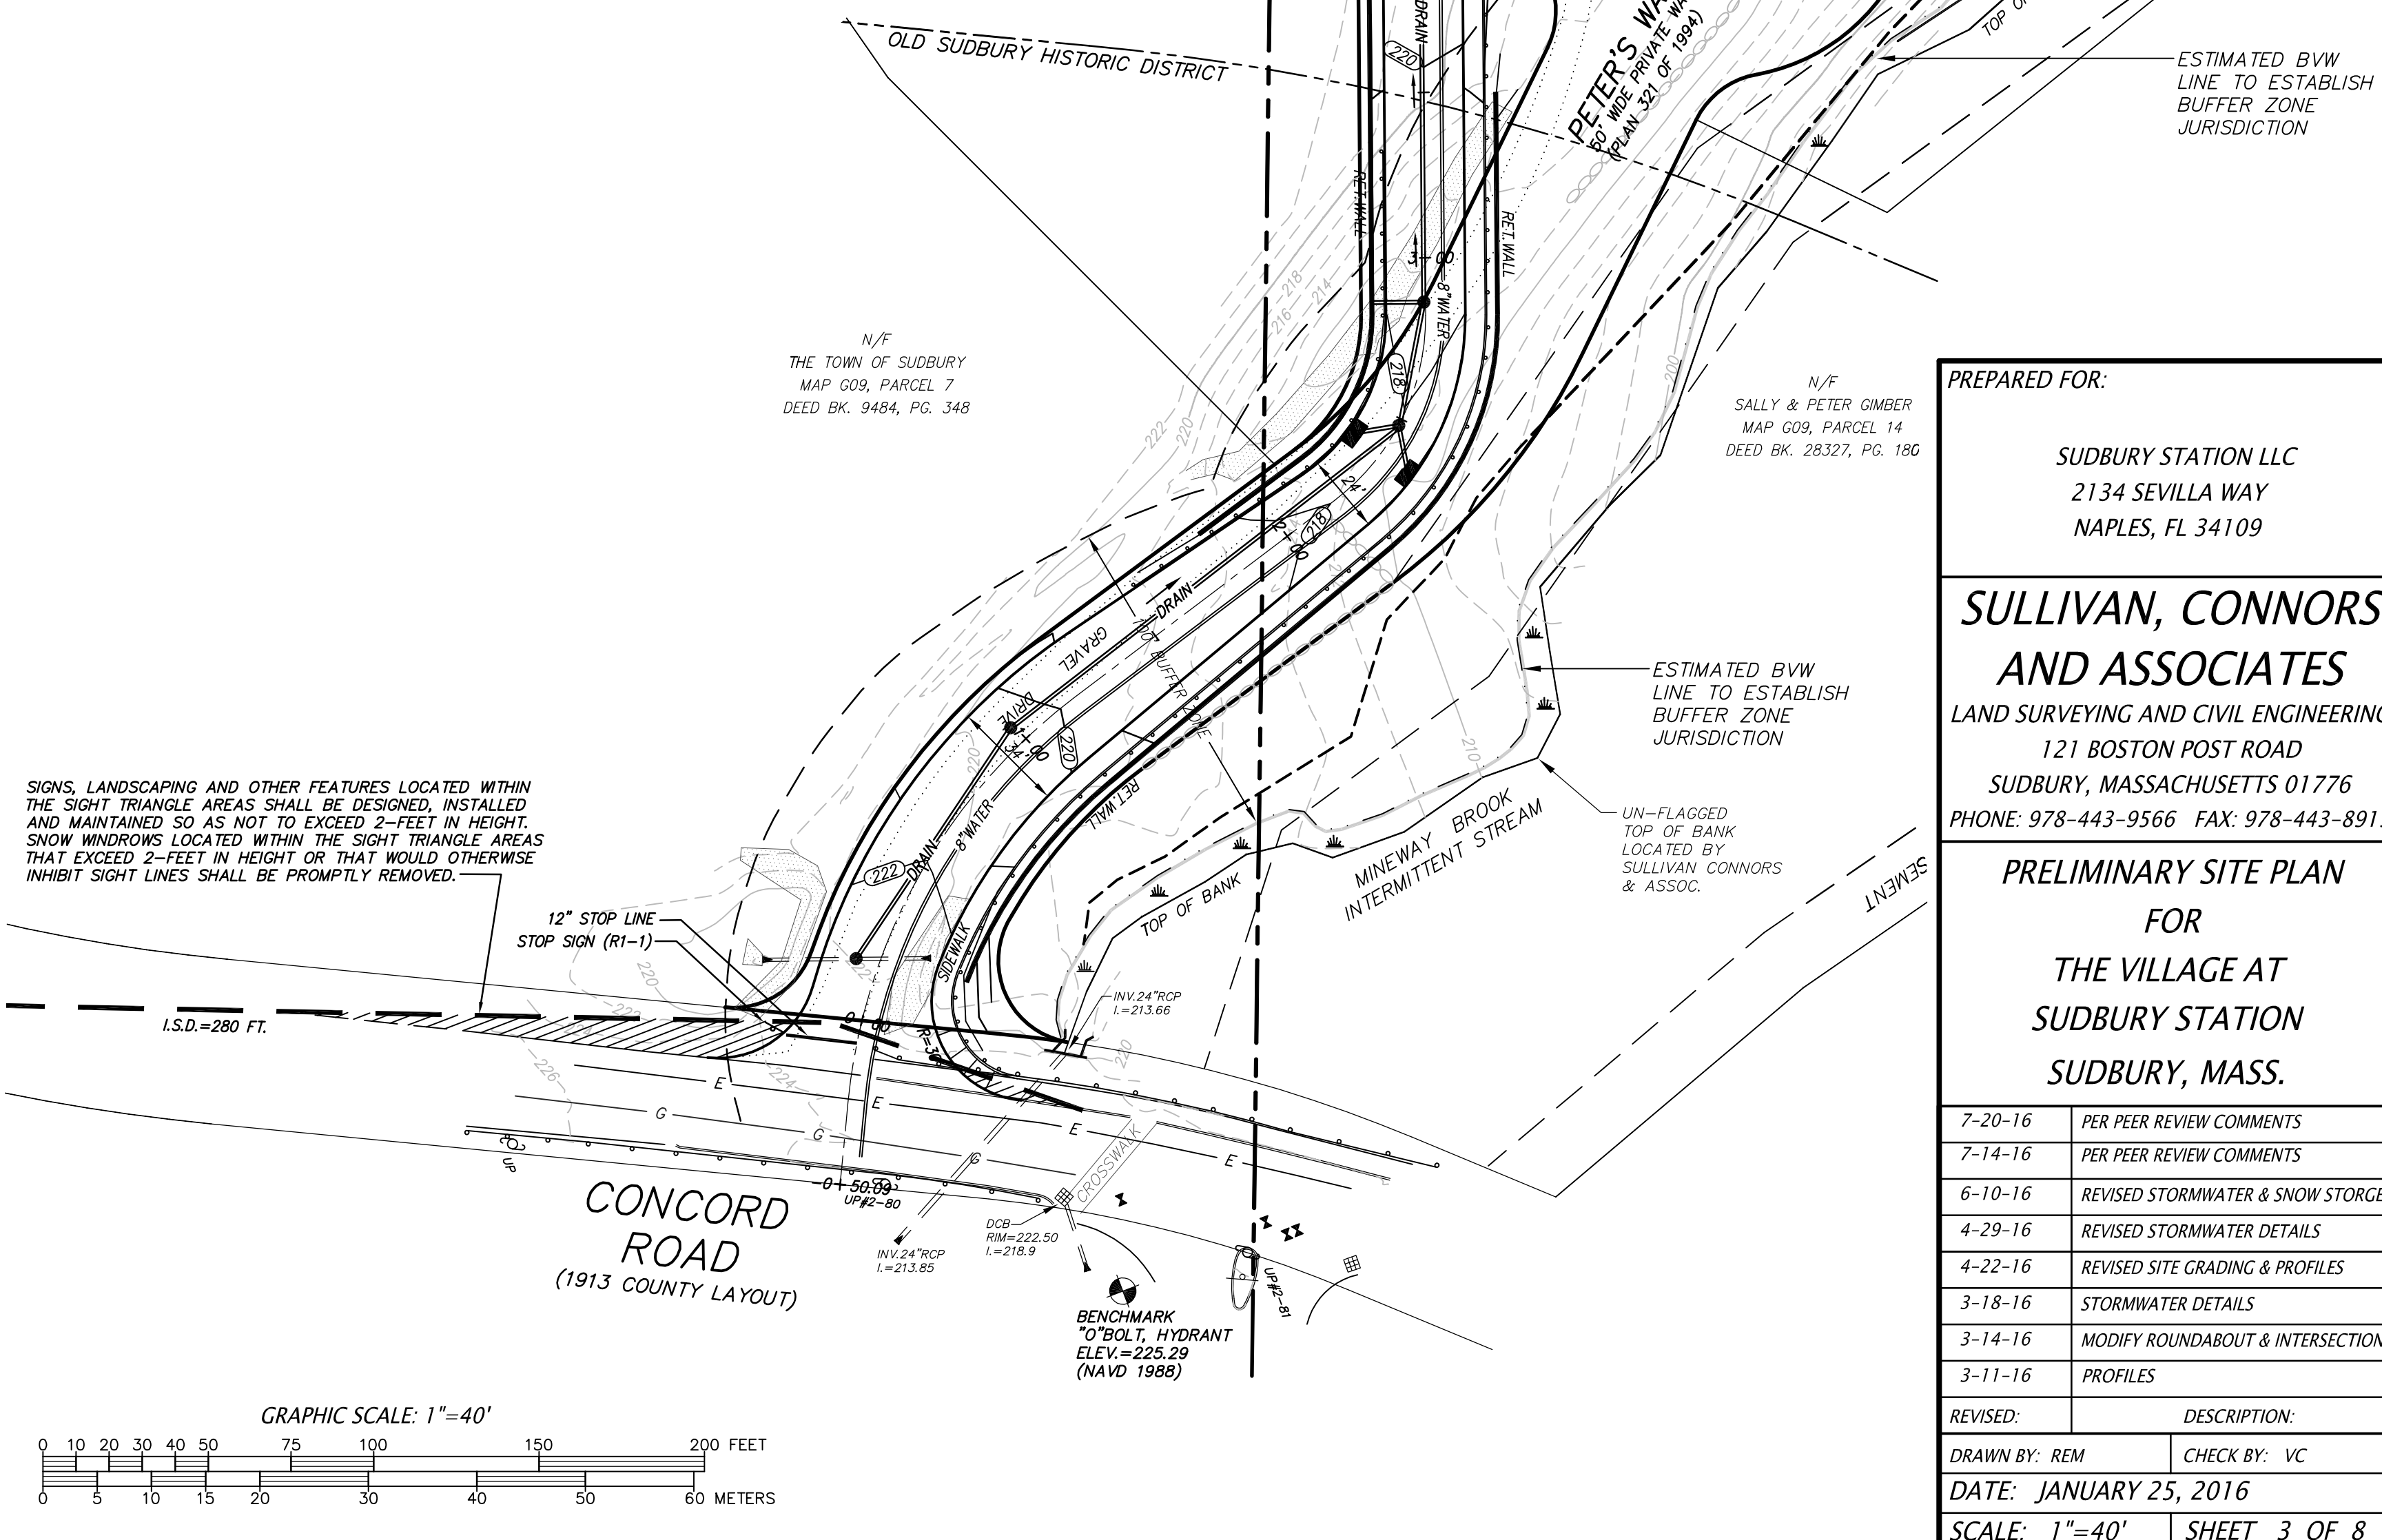 OLD SUDBURY HISTORIC DISTRICT
DRAIN
220
PETER'S WA
50' WIDE PRIVATE WA
(PLAN 321 OF 1994)
TOP O
ESTIMATED BVW
LINE TO ESTABLISH
BUFFER ZONE
JURISDICTION
RET.WALL
RET.WALL
3+00
8"WATER
218
216
214
218
N/F
THE TOWN OF SUDBURY
MAP G09, PARCEL 7
DEED BK. 9484, PG. 348
222
220
N/F
SALLY & PETER GIMBER
MAP G09, PARCEL 14
DEED BK. 28327, PG. 180
200
24'
2+00
218
DRAIN
GRAVEL
DRIVE
100' BUFFER ZONE
1+00
34'
220
220
210
ESTIMATED BVW
LINE TO ESTABLISH
BUFFER ZONE
JURISDICTION
RET.WALL
8"WATER
DRAIN
222
MINEWAY BROOK
INTERMITTENT STREAM
UN-FLAGGED
TOP OF BANK
LOCATED BY
SULLIVAN CONNORS
& ASSOC.
TOP OF BANK
SEMENT
SIGNS, LANDSCAPING AND OTHER FEATURES LOCATED WITHIN
THE SIGHT TRIANGLE AREAS SHALL BE DESIGNED, INSTALLED
AND MAINTAINED SO AS NOT TO EXCEED 2-FEET IN HEIGHT.
SNOW WINDROWS LOCATED WITHIN THE SIGHT TRIANGLE AREAS
THAT EXCEED 2-FEET IN HEIGHT OR THAT WOULD OTHERWISE
INHIBIT SIGHT LINES SHALL BE PROMPTLY REMOVED.
12" STOP LINE
STOP SIGN (R1-1)
SIDEWALK
220
222
222
224
I.S.D.=280 FT.
0+00
R=30'
INV.24"RCP
I.=213.66
220
226
224
E
E
E
E
G
G
G
CROSSWALK
UP
-0+50.09
UP#2-80
CONCORD
ROAD
(1913 COUNTY LAYOUT)
INV.24"RCP
I.=213.85
DCB
RIM=222.50
I.=218.9
UP#2-81
BENCHMARK
"O"BOLT, HYDRANT
ELEV.=225.29
(NAVD 1988)
GRAPHIC SCALE: 1"=40'
0 10 20 30 40 50 75 100 150 200 FEET
0 5 10 15 20 30 40 50 60 METERS
PREPARED FOR:
SUDBURY STATION LLC
2134 SEVILLA WAY
NAPLES, FL 34109
SULLIVAN, CONNORS
AND ASSOCIATES
LAND SURVEYING AND CIVIL ENGINEERING
121 BOSTON POST ROAD
SUDBURY, MASSACHUSETTS 01776
PHONE: 978-443-9566 FAX: 978-443-891
PRELIMINARY SITE PLAN
FOR
THE VILLAGE AT
SUDBURY STATION
SUDBURY, MASS.
7-20-16 PER PEER REVIEW COMMENTS
7-14-16 PER PEER REVIEW COMMENTS
6-10-16 REVISED STORMWATER & SNOW STORGE
4-29-16 REVISED STORMWATER DETAILS
4-22-16 REVISED SITE GRADING & PROFILES
3-18-16 STORMWATER DETAILS
3-14-16 MODIFY ROUNDABOUT & INTERSECTION
3-11-16 PROFILES
REVISED: DESCRIPTION:
DRAWN BY: REM CHECK BY: VC
DATE: JANUARY 25, 2016
SCALE: 1"=40' SHEET 3 OF 8